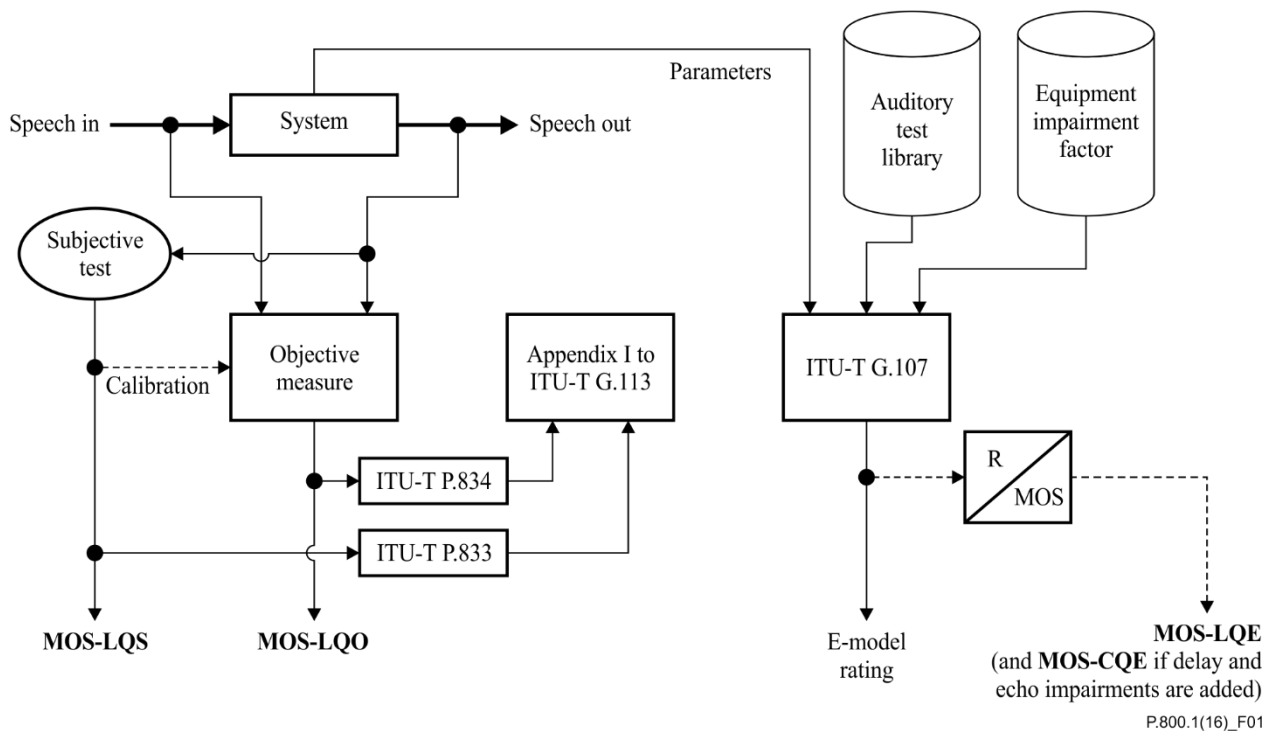 Parameters
Auditory
test
library
Equipment
impairment
factor
Speech in
System
Speech out
Subjective
test
Calibration
Objective
measure
Appendix I to
ITU-T G.113
ITU-T G.107
ITU-T P.834
ITU-T P.833
R
MOS
MOS-LQS
MOS-LQO
E-model
rating
MOS-LQE
(and MOS-CQE if delay and
echo impairments are added)
P.800.1(16)_F01